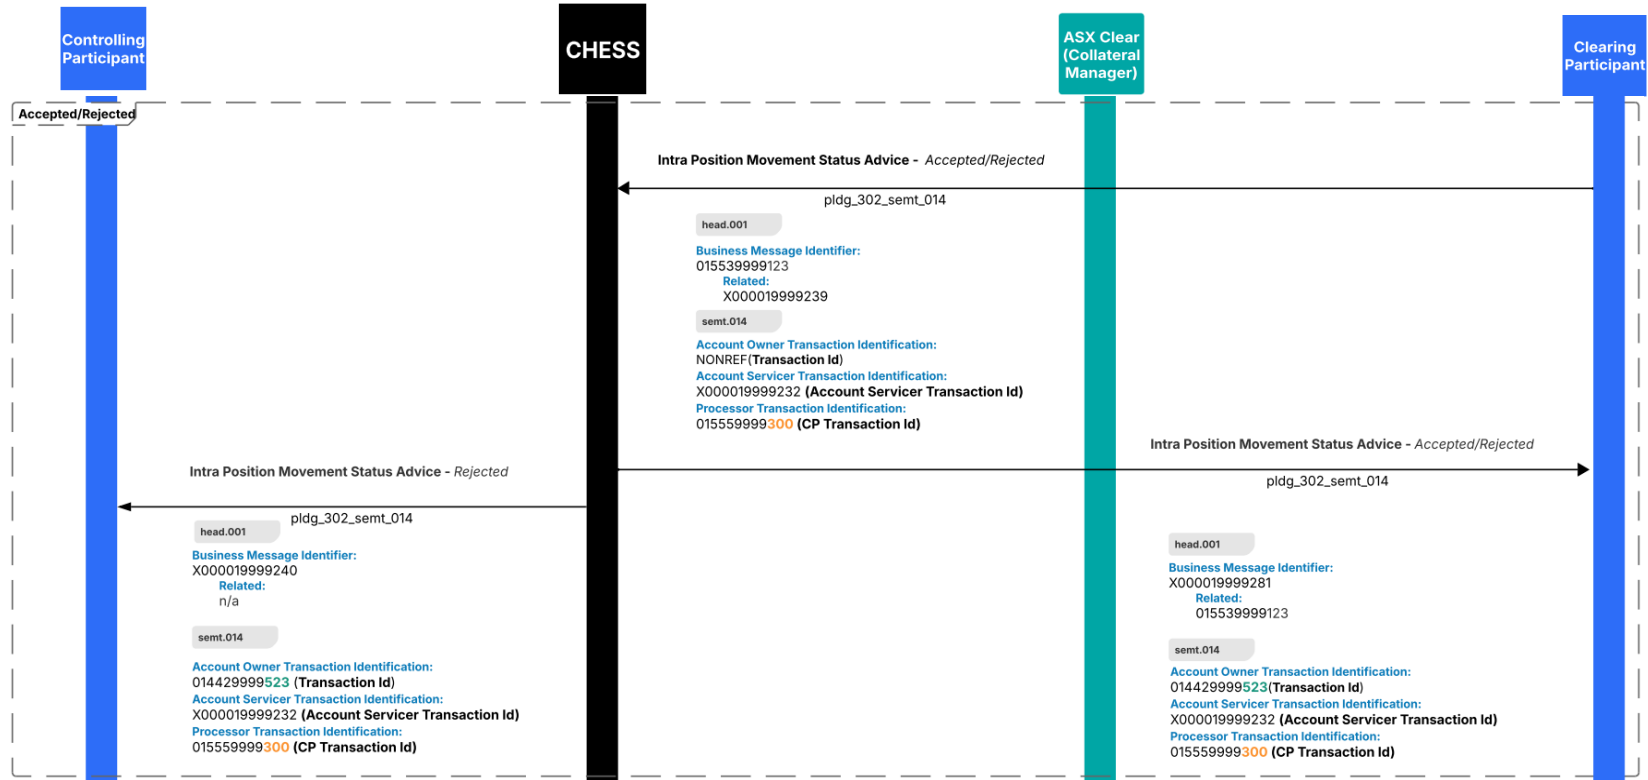 Controlling
Participant
CHESS
ASX Clear
(Collateral
Manager)
Clearing
Participant
Accepted/Rejected
Intra Position Movement Status Advice - Accepted/Rejected
pldg_302_semt_014
head.001
Business Message Identifier:
015539999123
Related:
X000019999239
semt.014
Account Owner Transaction Identification:
NONREF(Transaction Id)
Account Servicer Transaction Identification:
X000019999232 (Account Servicer Transaction Id)
Processor Transaction Identification:
015559999300 (CP Transaction Id)
Intra Position Movement Status Advice - Accepted/Rejected
pldg_302_semt_014
Intra Position Movement Status Advice - Rejected
pldg_302_semt_014
head.001
Business Message Identifier:
X000019999240
Related:
n/a
semt.014
Account Owner Transaction Identification:
014429999523 (Transaction Id)
Account Servicer Transaction Identification:
X000019999232 (Account Servicer Transaction Id)
Processor Transaction Identification:
015559999300 (CP Transaction Id)
head.001
Business Message Identifier:
X000019999281
Related:
015539999123
semt.014
Account Owner Transaction Identification:
014429999523(Transaction Id)
Account Servicer Transaction Identification:
X000019999232 (Account Servicer Transaction Id)
Processor Transaction Identification:
015559999300 (CP Transaction Id)